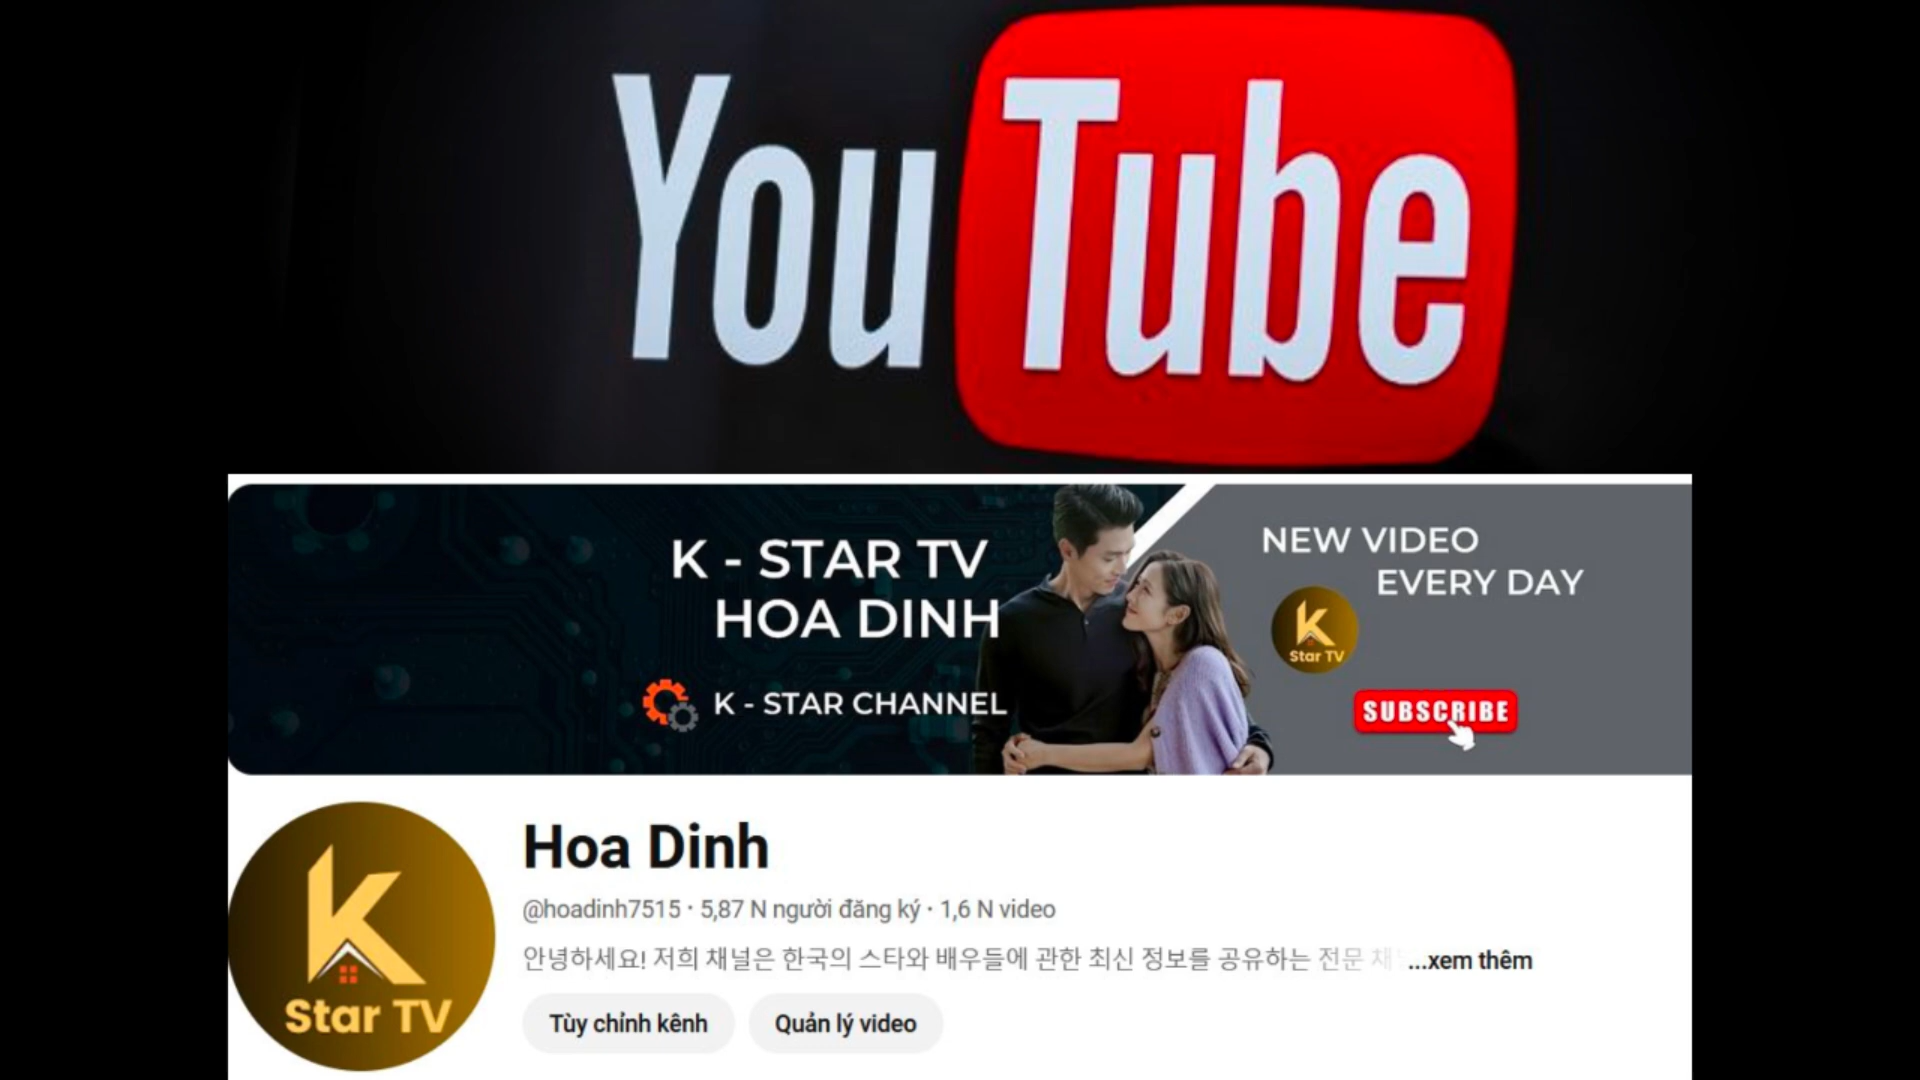 YouTube
K - STAR TV
HOA DINH
K - STAR CHANNEL
NEW VIDEO
EVERY DAY
K
Star TV
SUBSCRIBE
K
Star TV
Hoa Dinh
@hoadinh7515 · 5,87 N người đăng ký · 1,6 N video
안녕하세요! 저희 채널은 한국의 스타와 배우들에 관한 최신 정보를 공유하는 전문 채 ...xem thêm
Tùy chỉnh kênh
Quản lý video